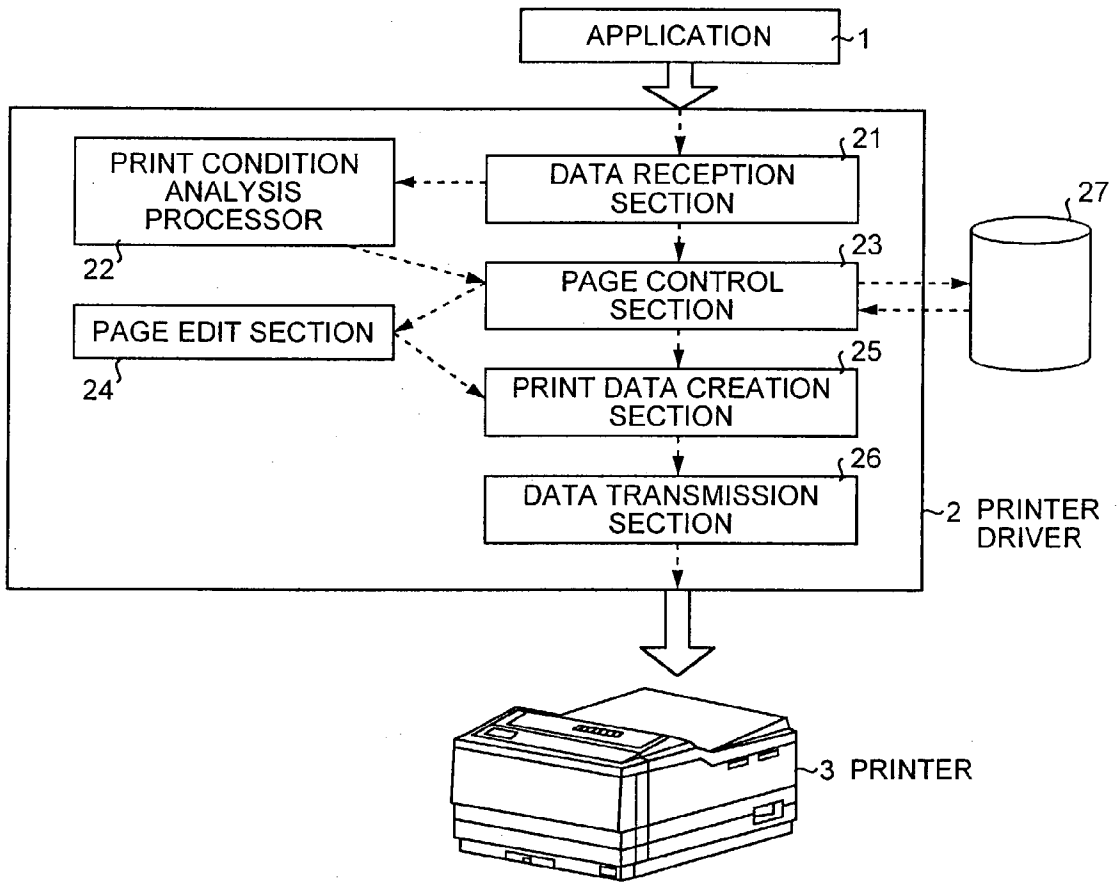 APPLICATION
1
21
PRINT CONDITION
ANALYSIS
PROCESSOR
22
DATA RECEPTION
SECTION
27
23
PAGE CONTROL
SECTION
PAGE EDIT SECTION
24
25
PRINT DATA CREATION
SECTION
26
DATA TRANSMISSION
SECTION
2 PRINTER
DRIVER
3 PRINTER